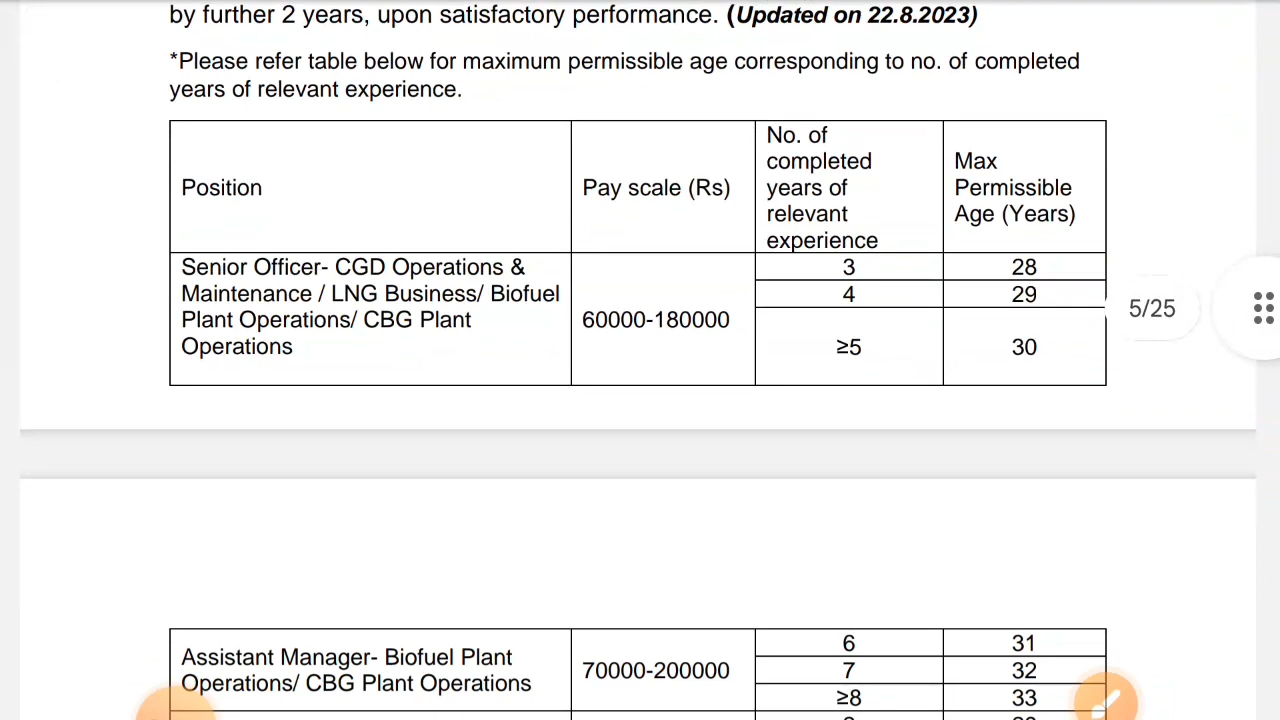 by further 2 years, upon satisfactory performance. (Updated on 22.8.2023)
*Please refer table below for maximum permissible age corresponding to no. of completed
years of relevant experience.
Position
Pay scale (Rs)
No. of
completed
years of
relevant
experience
Max
Permissible
Age (Years)
Senior Officer- CGD Operations &
Maintenance / LNG Business/ Biofuel
Plant Operations/ CBG Plant
Operations
60000-180000
3
28
4
29
≥5
30
5/25
Assistant Manager- Biofuel Plant
Operations/ CBG Plant Operations
70000-200000
6
31
7
32
≥8
33